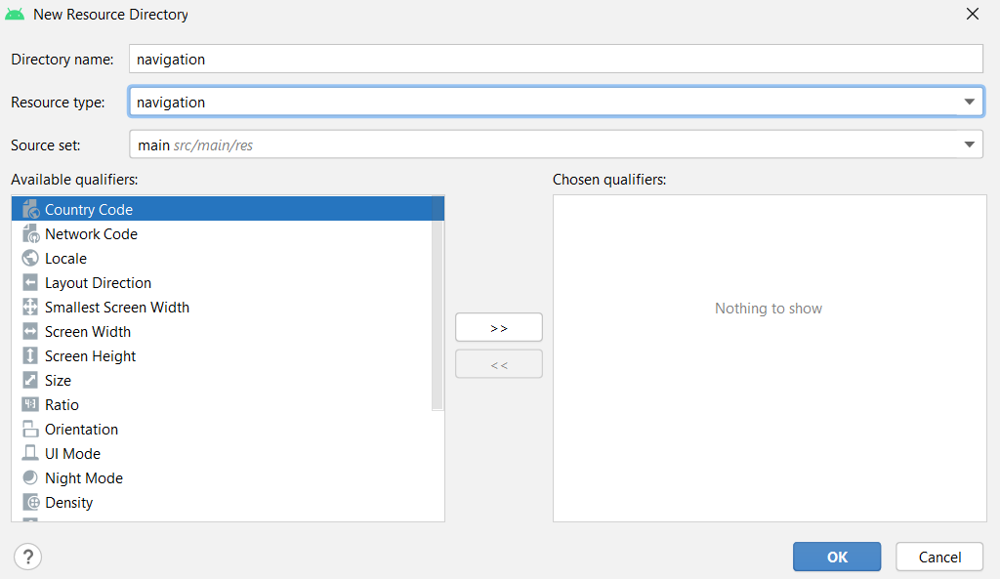 New Resource Directory
Directory name: navigation
Resource type: navigation
Source set: main src/main/res
Available qualifiers: Chosen qualifiers:
Country Code
Network Code
Locale
Layout Direction
Smallest Screen Width
Screen Width
Screen Height
Size
Ratio
Orientation
UI Mode
Night Mode
Density
>>
<<
Nothing to show
?
OK Cancel